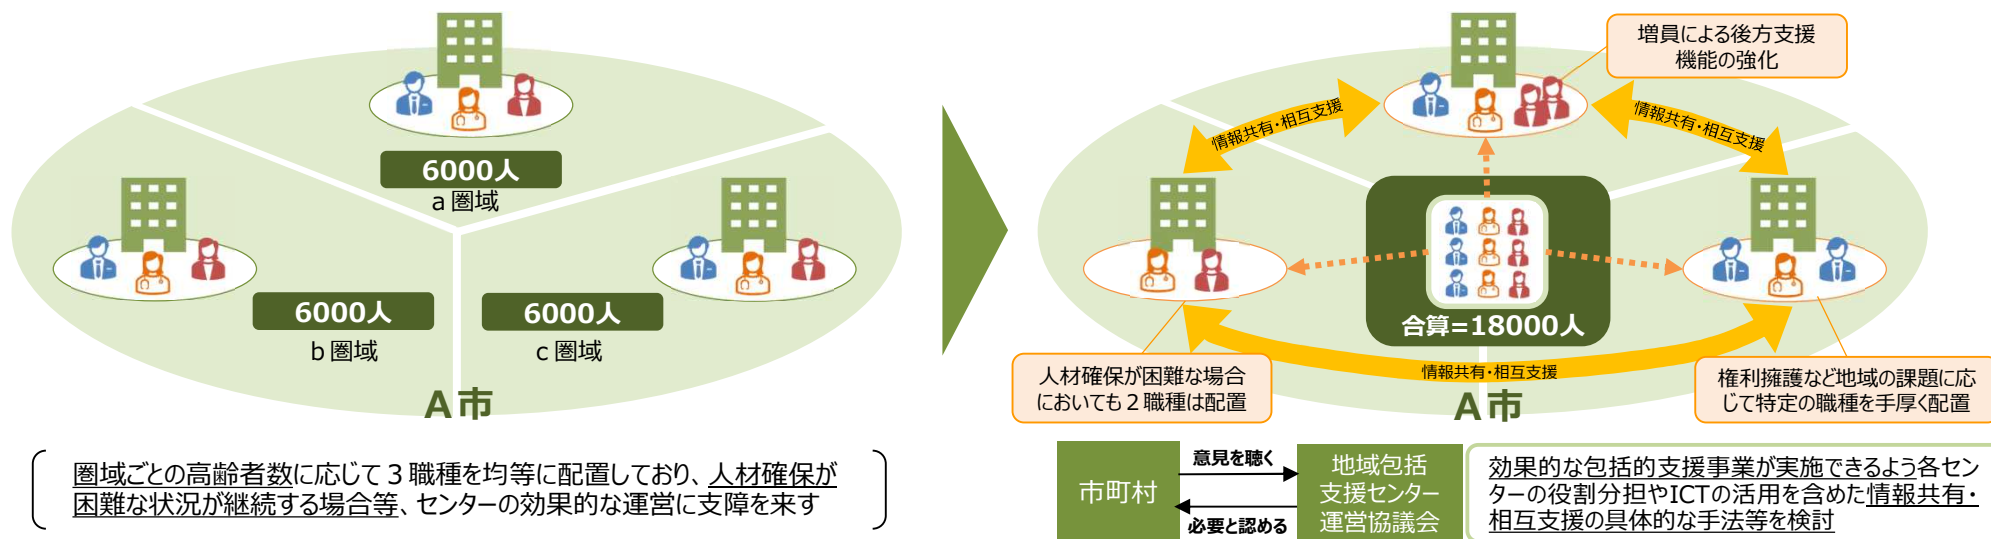 6000人
a 圏域
6000人
b 圏域
6000人
c 圏域
A市
圏域ごとの高齢者数に応じて３職種を均等に配置しており、人材確保が
困難な状況が継続する場合等、センターの効果的な運営に支障を来す
増員による後方支援
機能の強化
情報共有・相互支援
情報共有・相互支援
合算=18000人
情報共有・相互支援
人材確保が困難な場合
においても２職種は配置
権利擁護など地域の課題に応
じて特定の職種を手厚く配置
A市
市町村
意見を聴く
必要と認める
地域包括
支援センター
運営協議会
効果的な包括的支援事業が実施できるよう各セン
ターの役割分担やICTの活用を含めた情報共有・
相互支援の具体的な手法等を検討